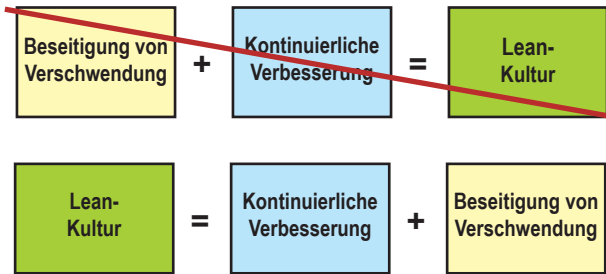 Beseitigung von
Verschwendung
+
Kontinuierliche
Verbesserung
=
Lean-
Kultur
Lean-
Kultur
=
Kontinuierliche
Verbesserung
+
Beseitigung von
Verschwendung